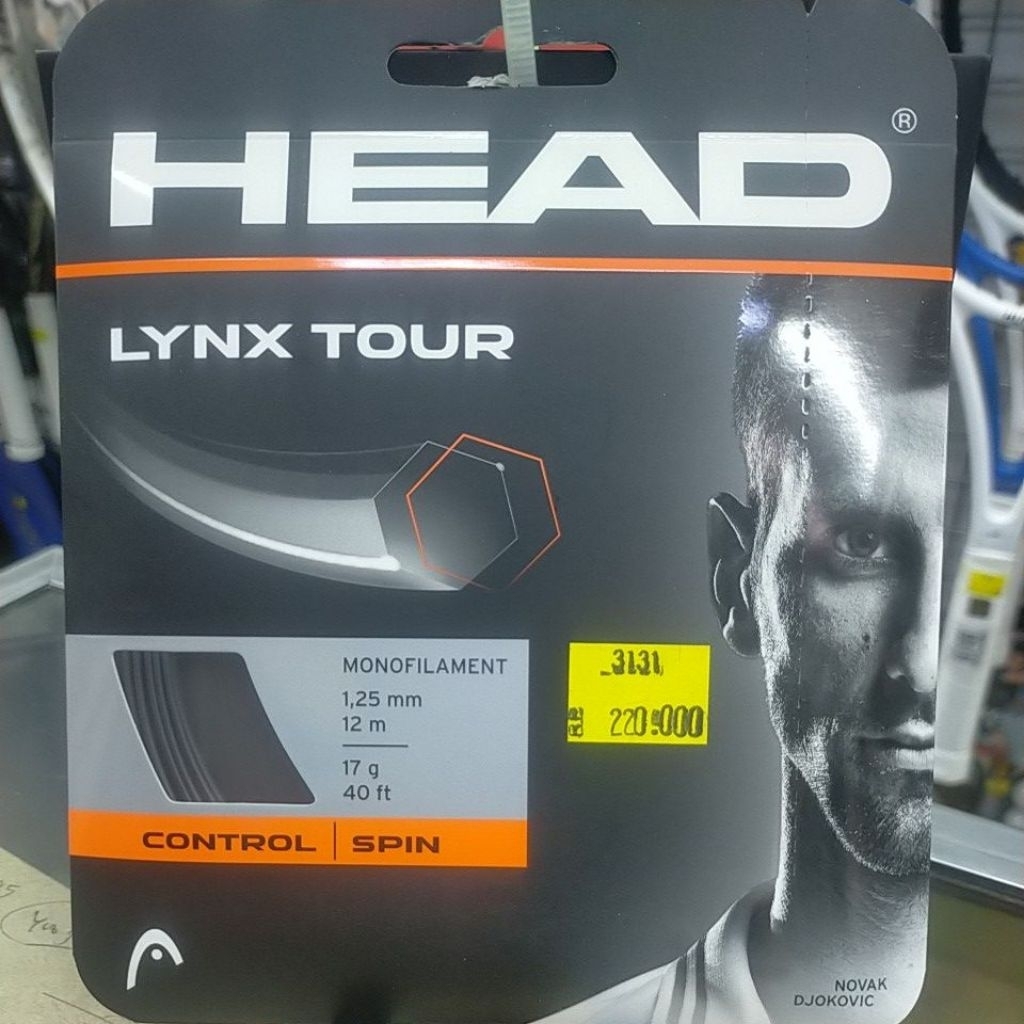 HEAD®
LYNX TOUR
MONOFILAMENT
1,25 mm
12 m
17 g
40 ft
3131
220.000
CONTROL | SPIN
NOVAK
DJOKOVIC